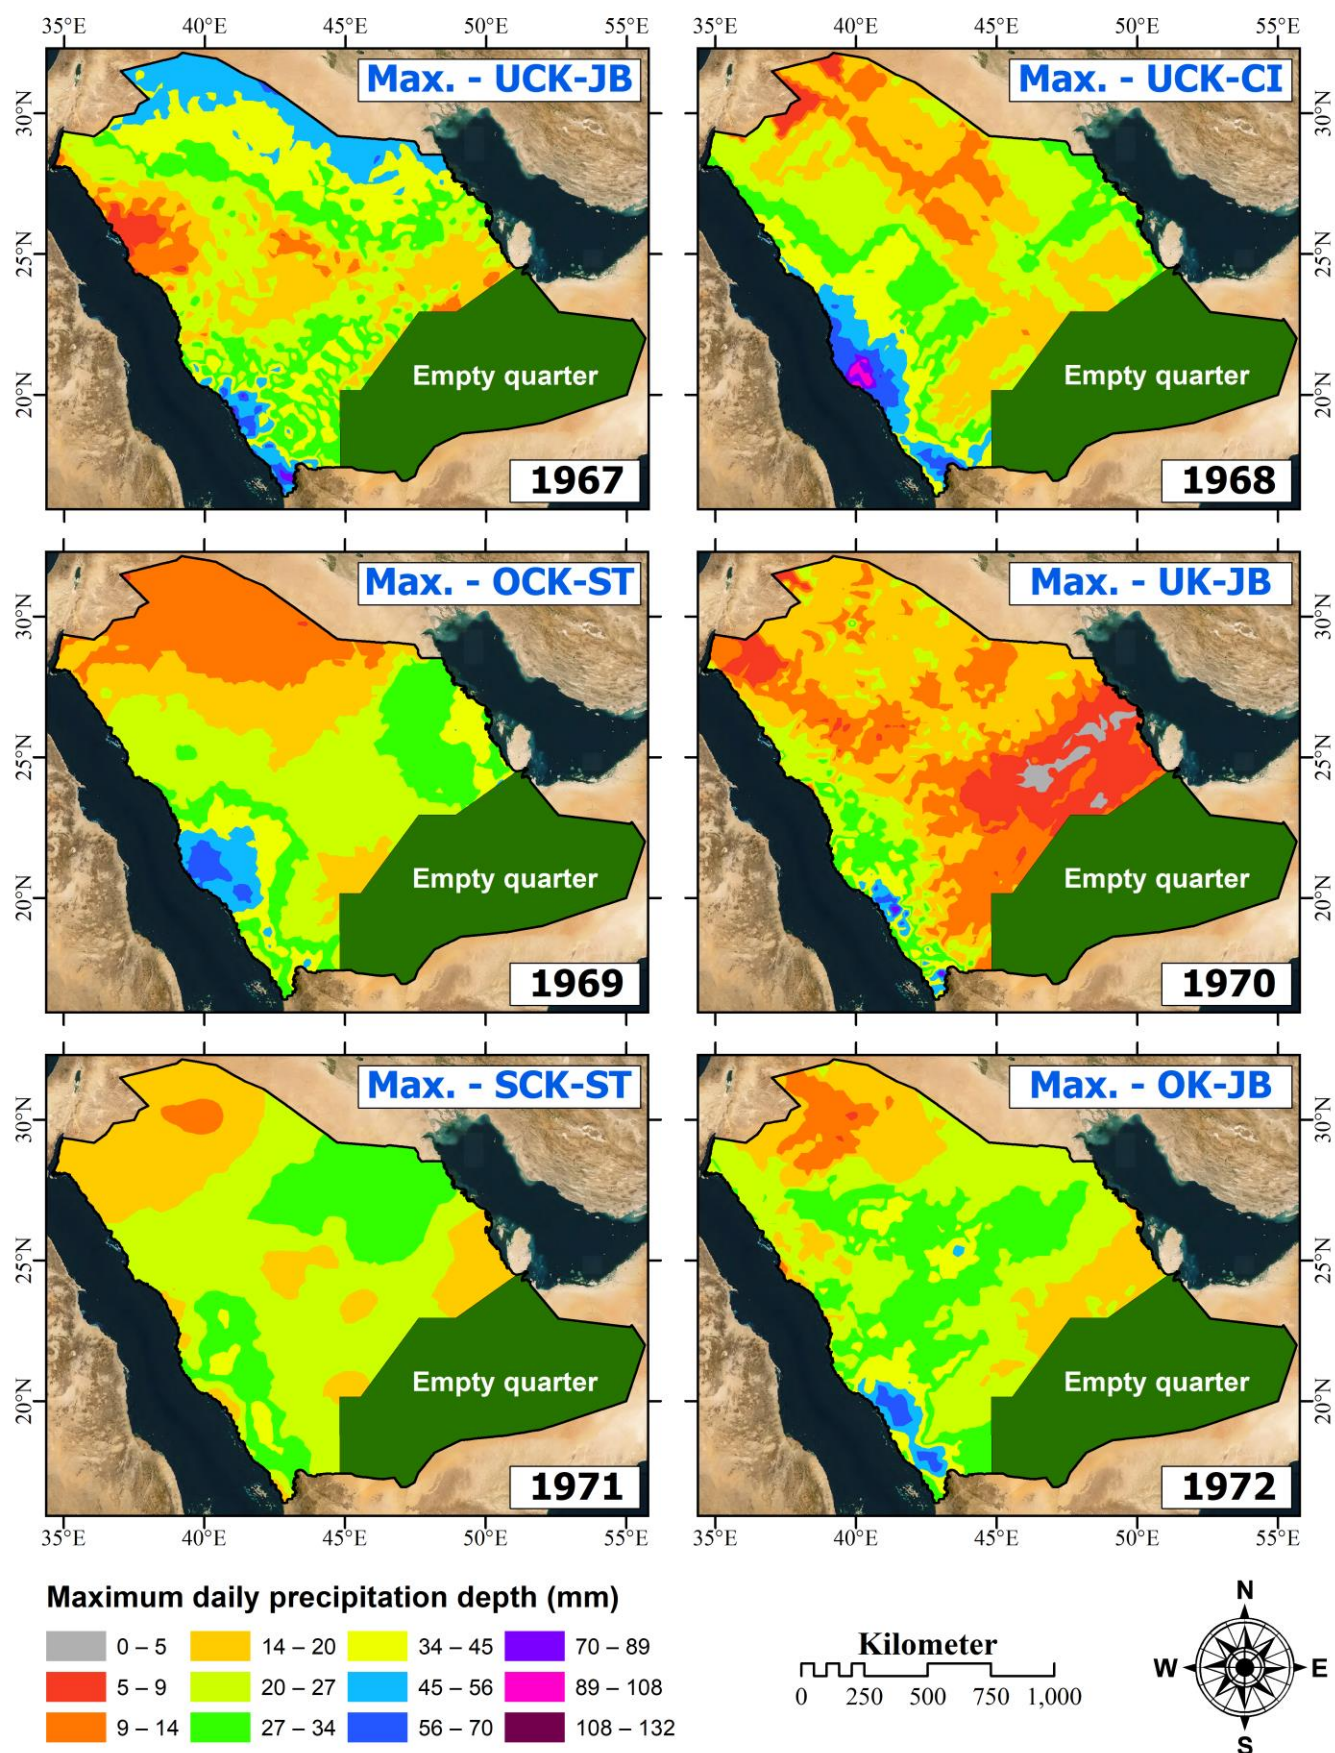 35°E 40°E 45°E 50°E 55°E 35°E 40°E 45°E 50°E 55°E
Max. - UCK-JB
Max. - UCK-CI
30°N
30°N
25°N
25°N
20°N
20°N
Empty quarter
Empty quarter
1967
1968
Max. - OCK-ST
Max. - UK-JB
30°N
30°N
25°N
25°N
20°N
20°N
Empty quarter
Empty quarter
1969
1970
Max. - SCK-ST
Max. - OK-JB
30°N
30°N
25°N
25°N
20°N
20°N
Empty quarter
Empty quarter
1971
1972
35°E 40°E 45°E 50°E 55°E 35°E 40°E 45°E 50°E 55°E
Maximum daily precipitation depth (mm)
0 – 5 14 – 20 34 – 45 70 – 89
5 – 9 20 – 27 45 – 56 89 – 108
9 – 14 27 – 34 56 – 70 108 – 132
Kilometer
0 250 500 750 1,000
N
W E
S